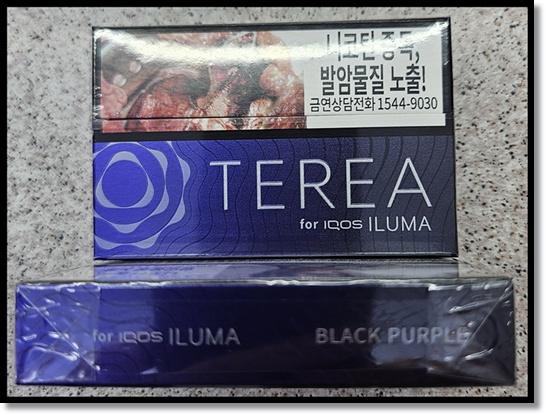 니코틴 중독,
발암물질 노출!
금연상담전화 1544-9030
TEREA
for IQOS ILUMA
for IQOS ILUMA BLACK PURPLE